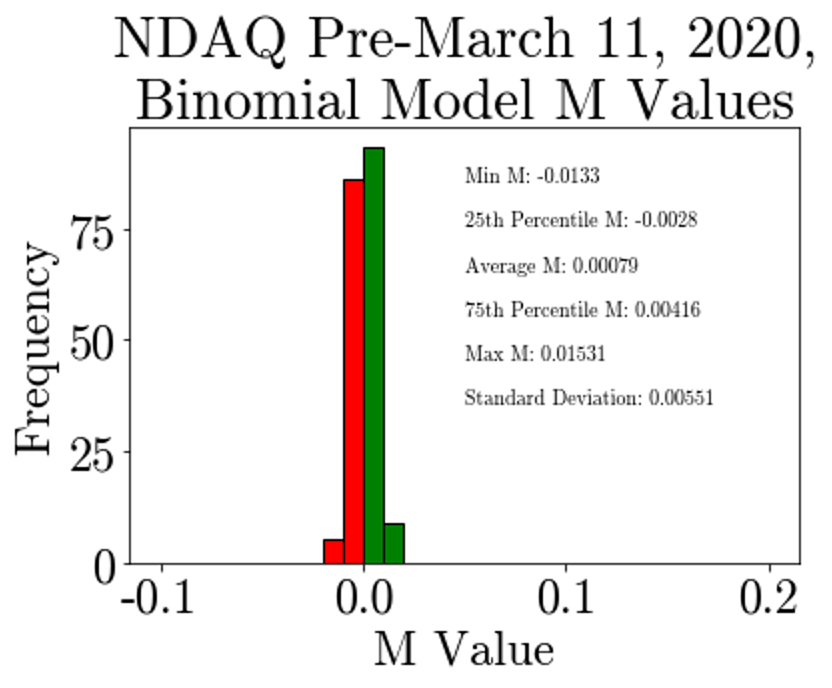 NDAQ Pre-March 11, 2020,
Binomial Model M Values
Min M: -0.0133
25th Percentile M: -0.0028
Average M: 0.00079
75th Percentile M: 0.00416
Max M: 0.01531
Standard Deviation: 0.00551
Frequency
75
50
25
0
-0.1 0.0 0.1 0.2
M Value